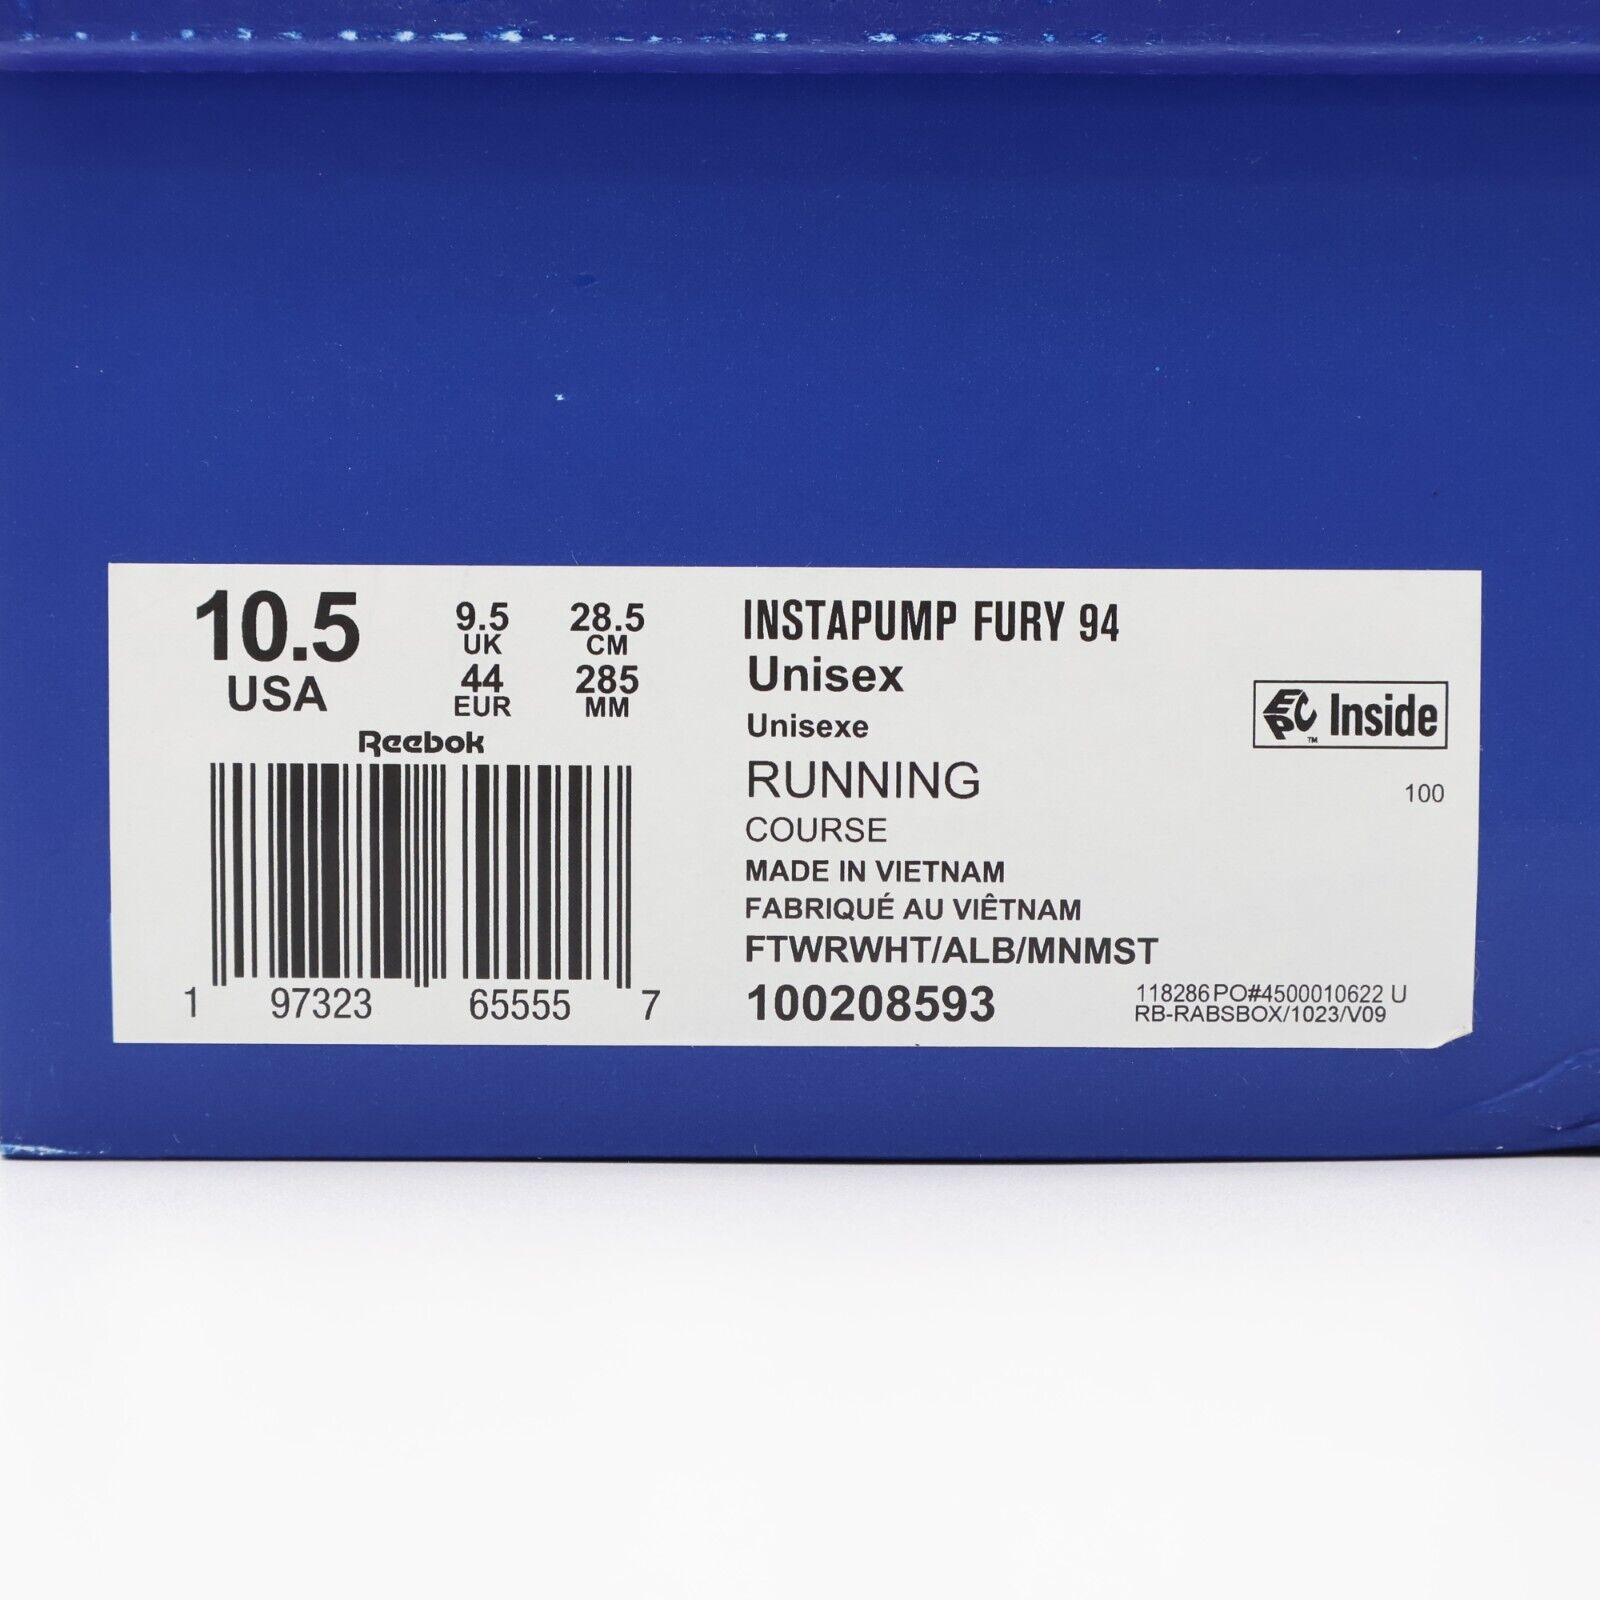 10.5
USA
9.5
UK
44
EUR
28.5
CM
285
MM
Reebok
1 97323 65555 7
INSTAPUMP FURY 94
Unisex
Unisexe
RUNNING
COURSE
MADE IN VIETNAM
FABRIQUÉ AU VIÊTNAM
FTWRWHT/ALB/MNMST
100208593
EPC™ Inside
100
118286PO#4500010622 U
RB-RABSBOX/1023/V09